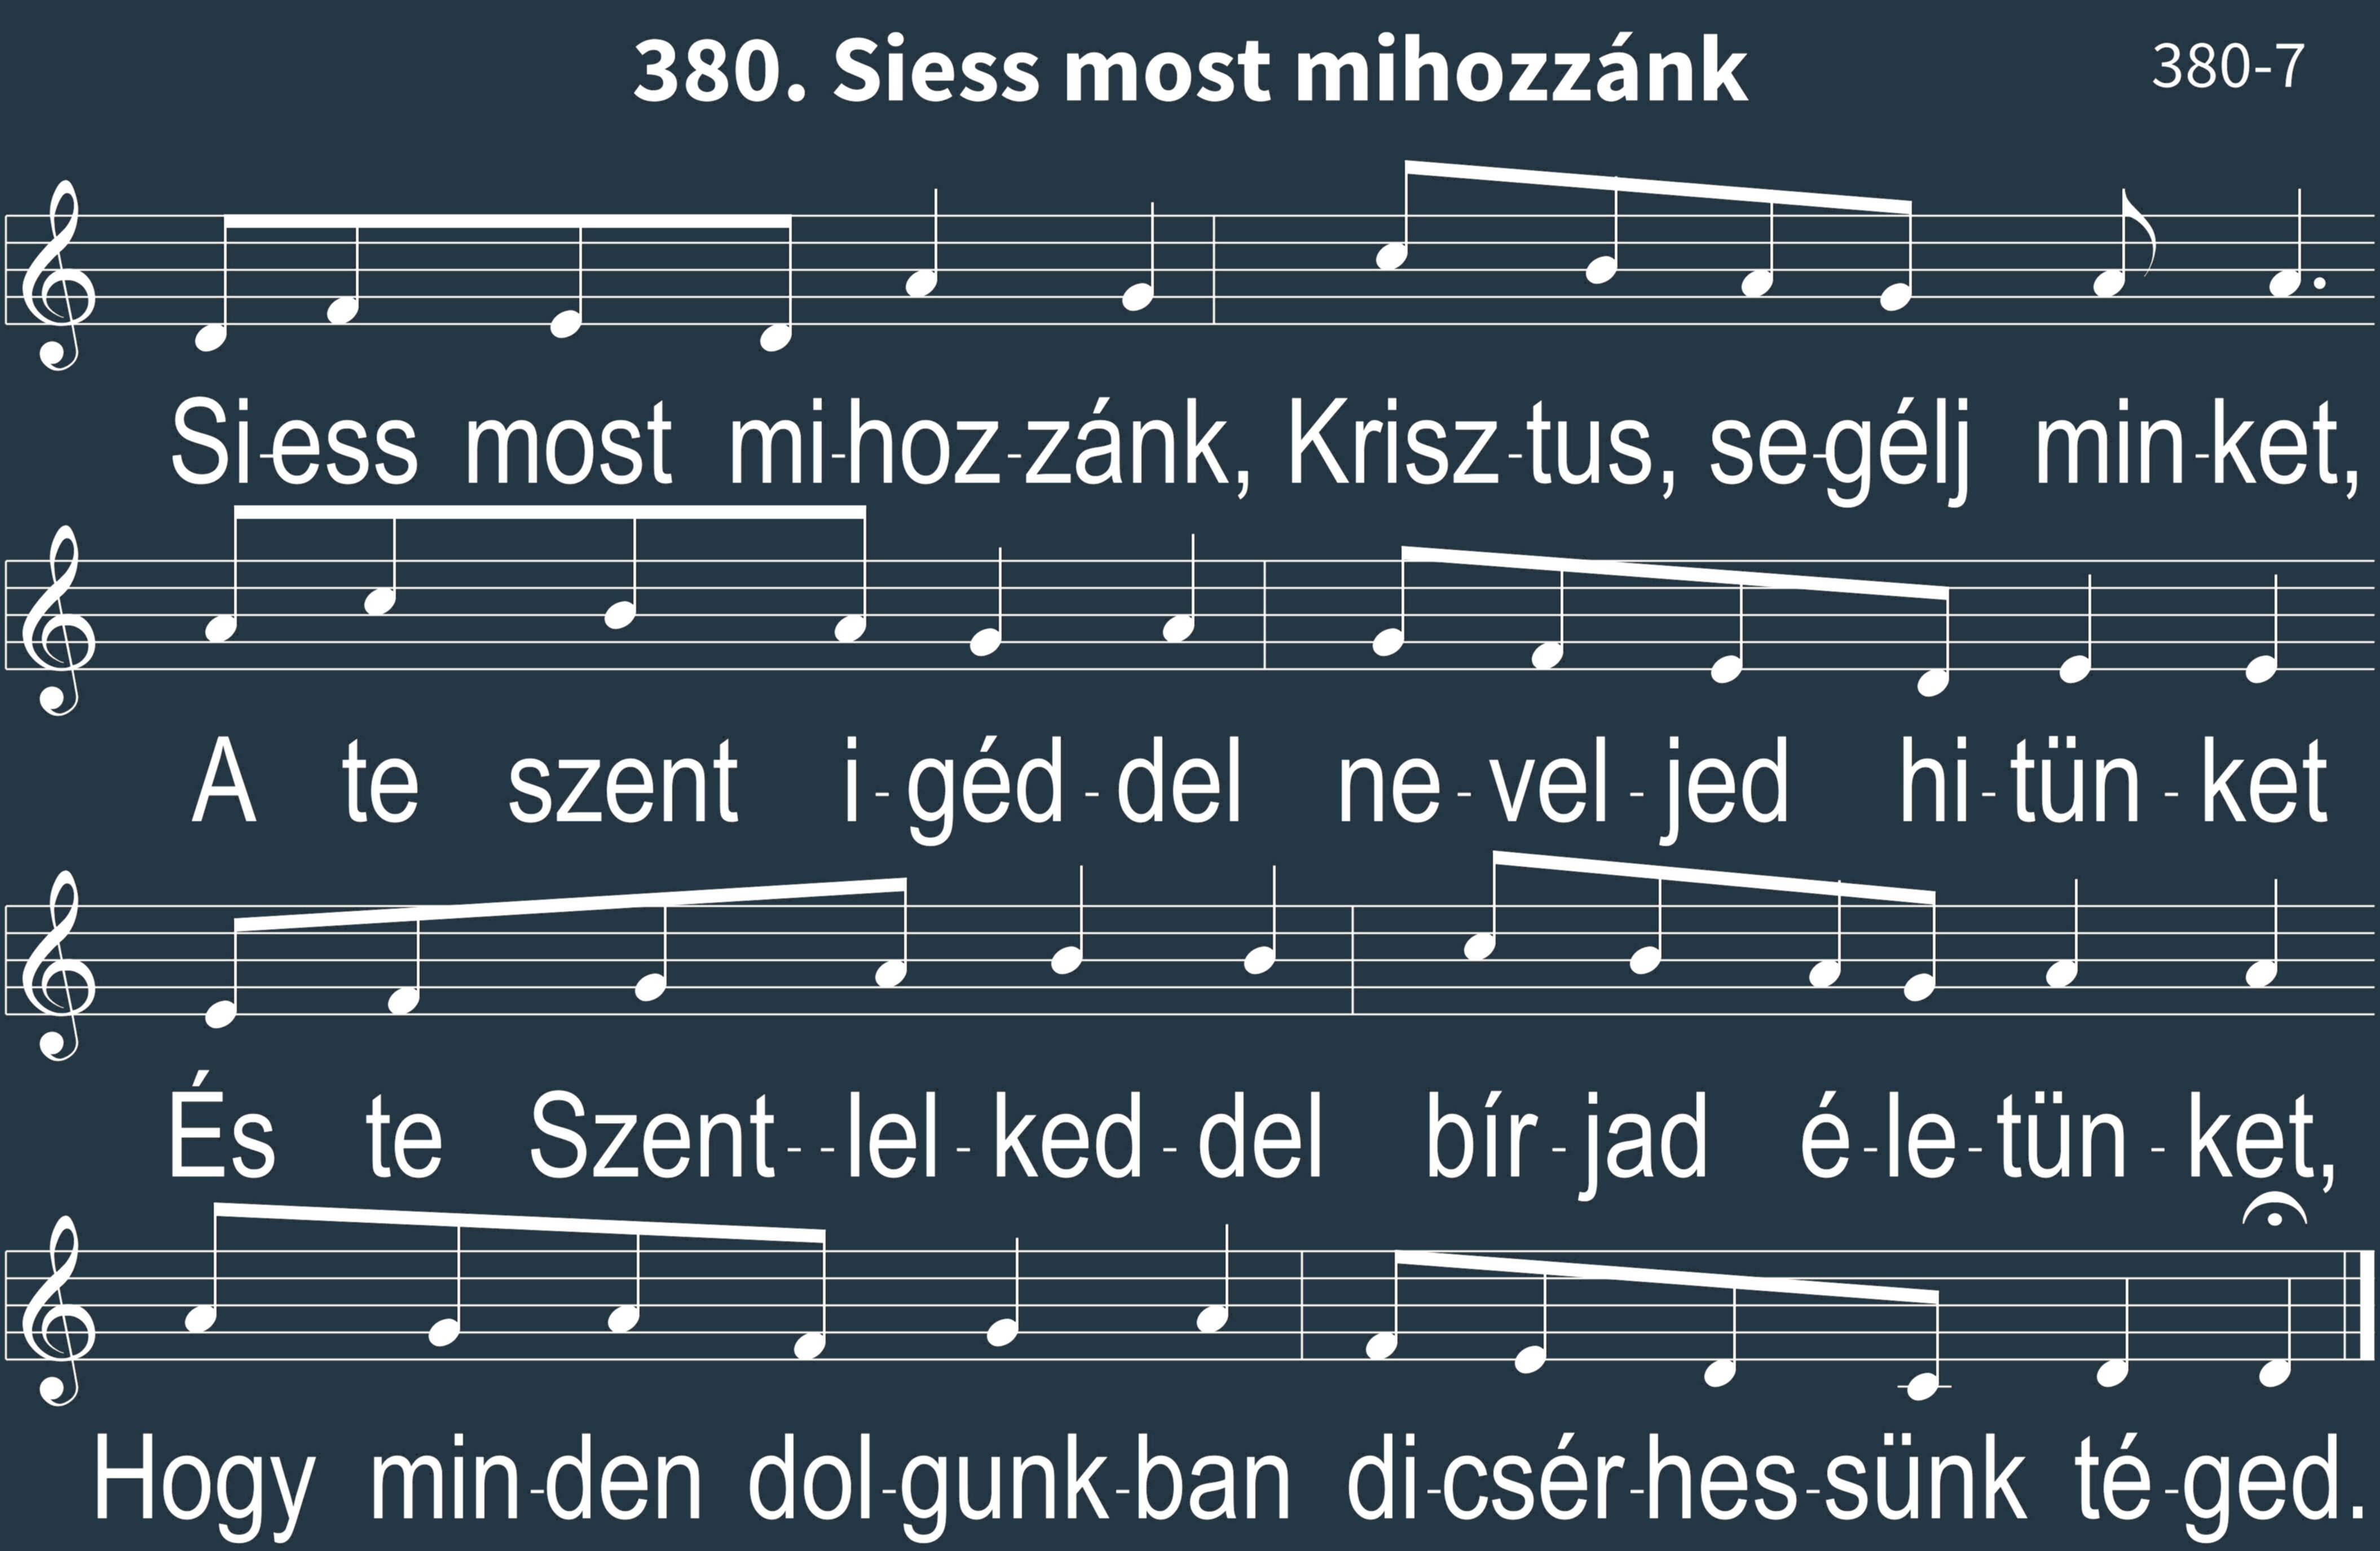 380. Siess most mihozzánk
380-7
Si-ess most mi-hoz-zánk, Krisz-tus, se-gélj min-ket,
A te szent i-géd-del ne-vel-jed hi-tün-ket
És te Szent--lel-ked-del bír-jad é-le-tün-ket,
Hogy min-den dol-gunk-ban di-csér-hes-sünk té-ged.